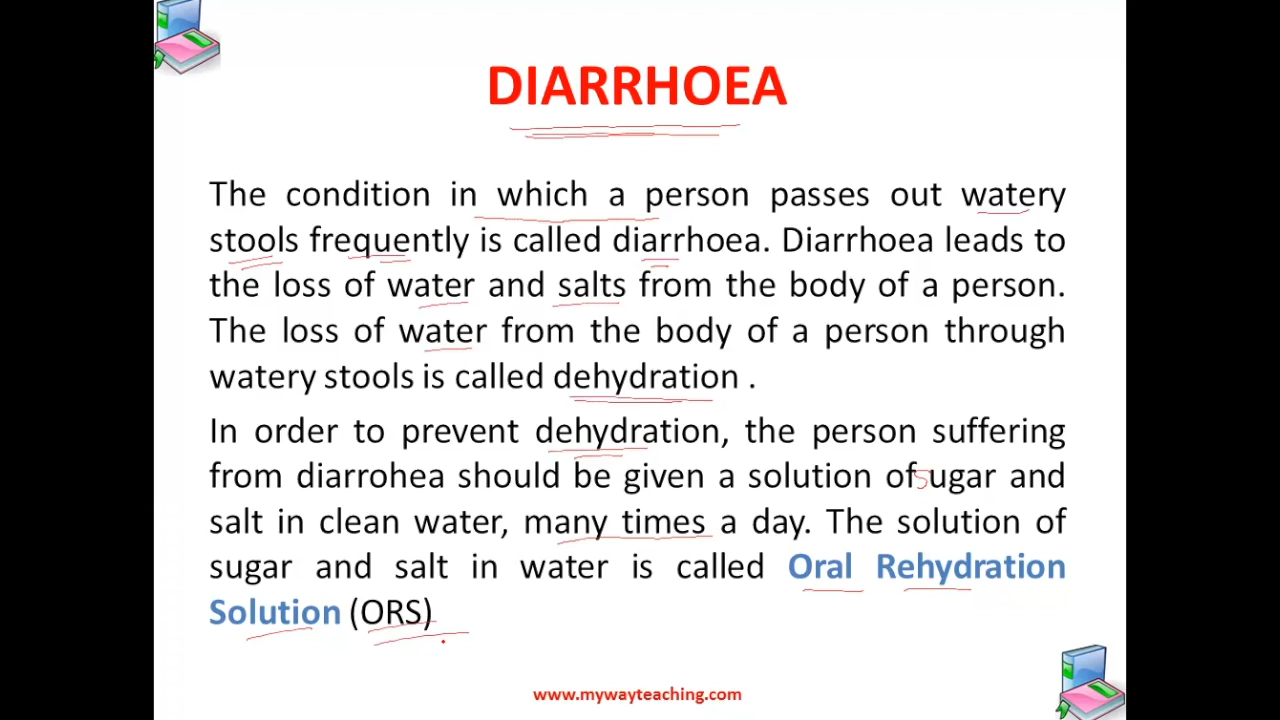 DIARRHOEA
The condition in which a person passes out watery
stools frequently is called diarrhoea. Diarrhoea leads to
the loss of water and salts from the body of a person.
The loss of water from the body of a person through
watery stools is called dehydration .
In order to prevent dehydration, the person suffering
from diarrohea should be given a solution of sugar and
salt in clean water, many times a day. The solution of
sugar and salt in water is called Oral Rehydration
Solution (ORS)
www.mywayteaching.com